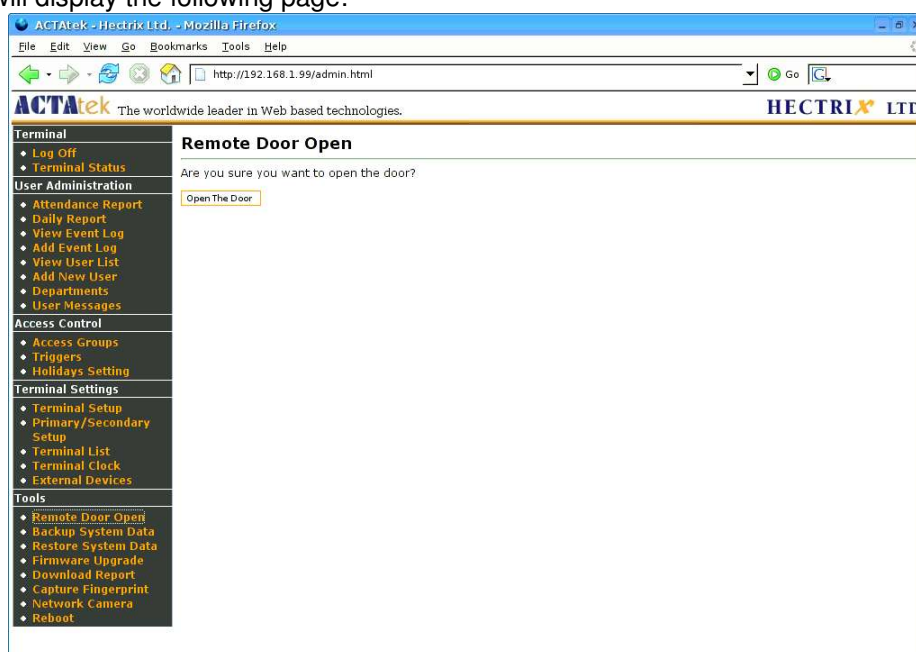 will display the following page:
ACTAtek - Hectrix Ltd. - Mozilla Firefox
File Edit View Go Bookmarks Tools Help
http://192.168.1.99/admin.html
Go
G
ACTAtek The worldwide leader in Web based technologies.
HECTRIX LTD
Terminal
Log Off
Terminal Status
User Administration
Attendance Report
Daily Report
View Event Log
Add Event Log
View User List
Add New User
Departments
User Messages
Access Control
Access Groups
Triggers
Holidays Setting
Terminal Settings
Terminal Setup
Primary/Secondary
Setup
Terminal List
Terminal Clock
External Devices
Tools
Remote Door Open
Backup System Data
Restore System Data
Firmware Upgrade
Download Report
Capture Fingerprint
Network Camera
Reboot
Remote Door Open
Are you sure you want to open the door?
Open The Door